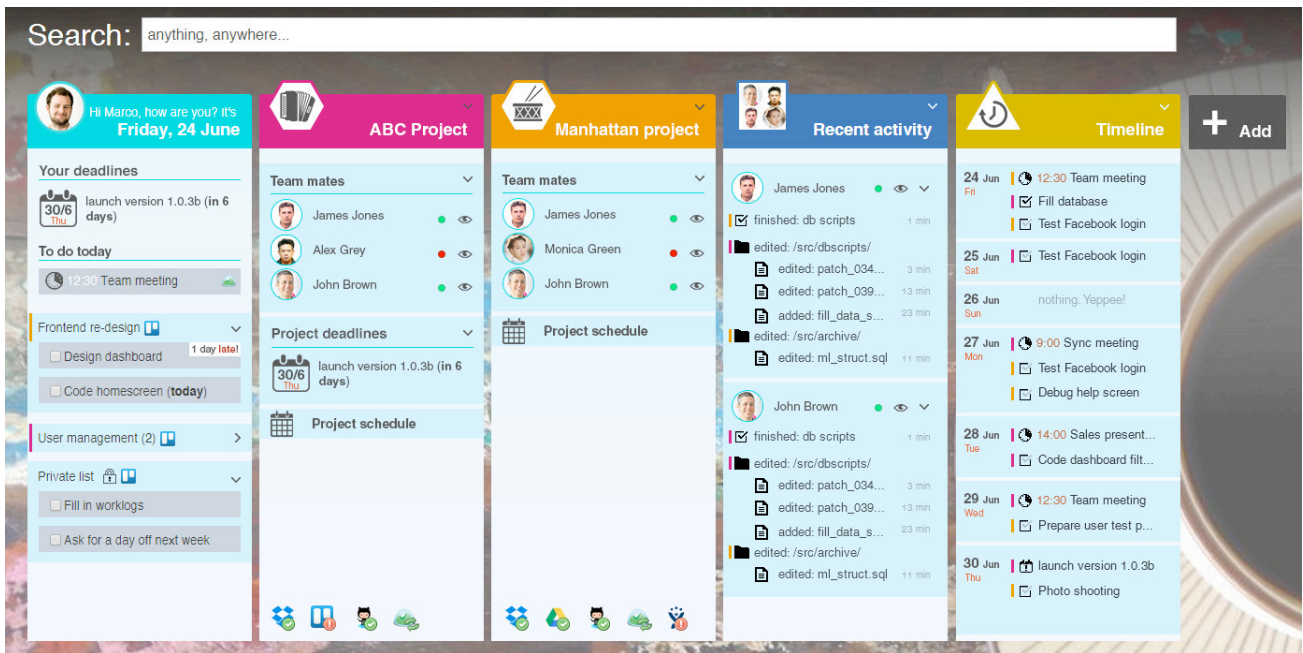 Search: anything, anywhere...
Hi Marco, how are you? It's
Friday, 24 June
Your deadlines
30/6
Thu
launch version 1.0.3b (in 6
days)
To do today
12:30 Team meeting
Frontend re-design
Design dashboard
1 day late!
Code homescreen (today)
User management (2)
Private list
Fill in worklogs
Ask for a day off next week
ABC Project
Team mates
James Jones
Alex Grey
John Brown
Project deadlines
30/6
Thu
launch version 1.0.3b (in 6
days)
Project schedule
Manhattan project
Team mates
James Jones
Monica Green
John Brown
Project schedule
Recent activity
James Jones
finished: db scripts 1 min
edited: /src/dbscripts/
edited: patch_034... 3 min
edited: patch_039... 13 min
added: fill_data_s... 23 min
edited: /src/archive/
edited: ml_struct.sql 11 min
John Brown
finished: db scripts 1 min
edited: /src/dbscripts/
edited: patch_034... 3 min
edited: patch_039... 13 min
added: fill_data_s... 23 min
edited: /src/archive/
edited: ml_struct.sql 11 min
Timeline
24 Jun
Fri
12:30 Team meeting
Fill database
Test Facebook login
25 Jun
Sat
Test Facebook login
26 Jun
Sun
nothing. Yeppee!
27 Jun
Mon
9:00 Sync meeting
Test Facebook login
Debug help screen
28 Jun
Tue
14:00 Sales present...
Code dashboard filt...
29 Jun
Wed
12:30 Team meeting
Prepare user test p...
30 Jun
Thu
launch version 1.0.3b
Photo shooting
+ Add